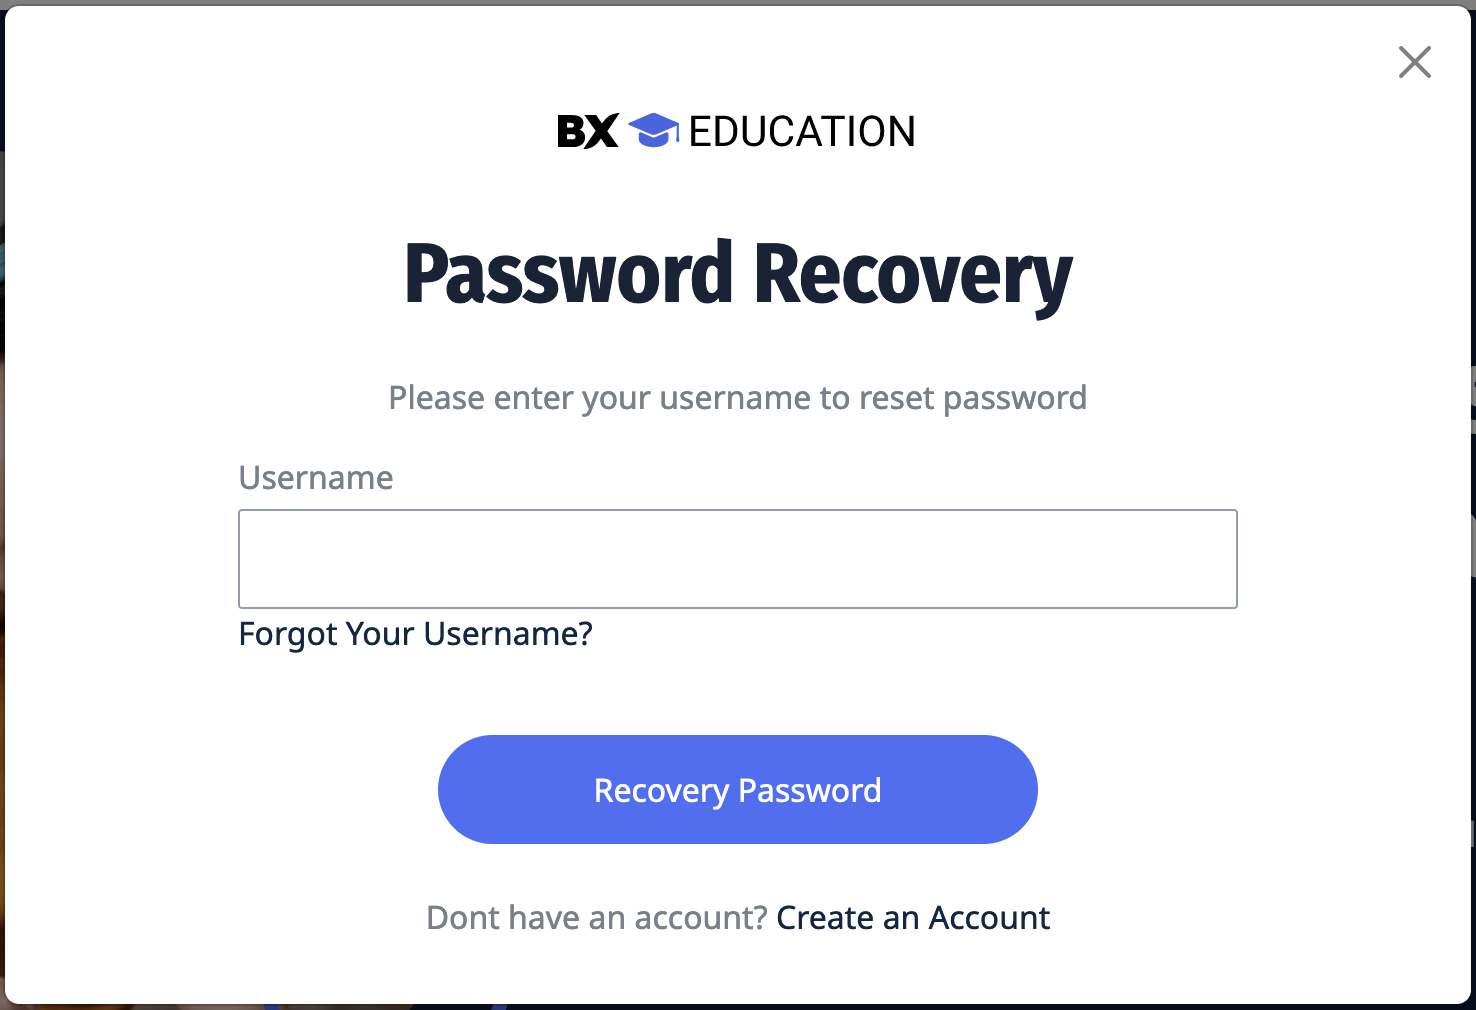 BX EDUCATION
Password Recovery
Please enter your username to reset password
Username
Forgot Your Username?
Recovery Password
Dont have an account? Create an Account